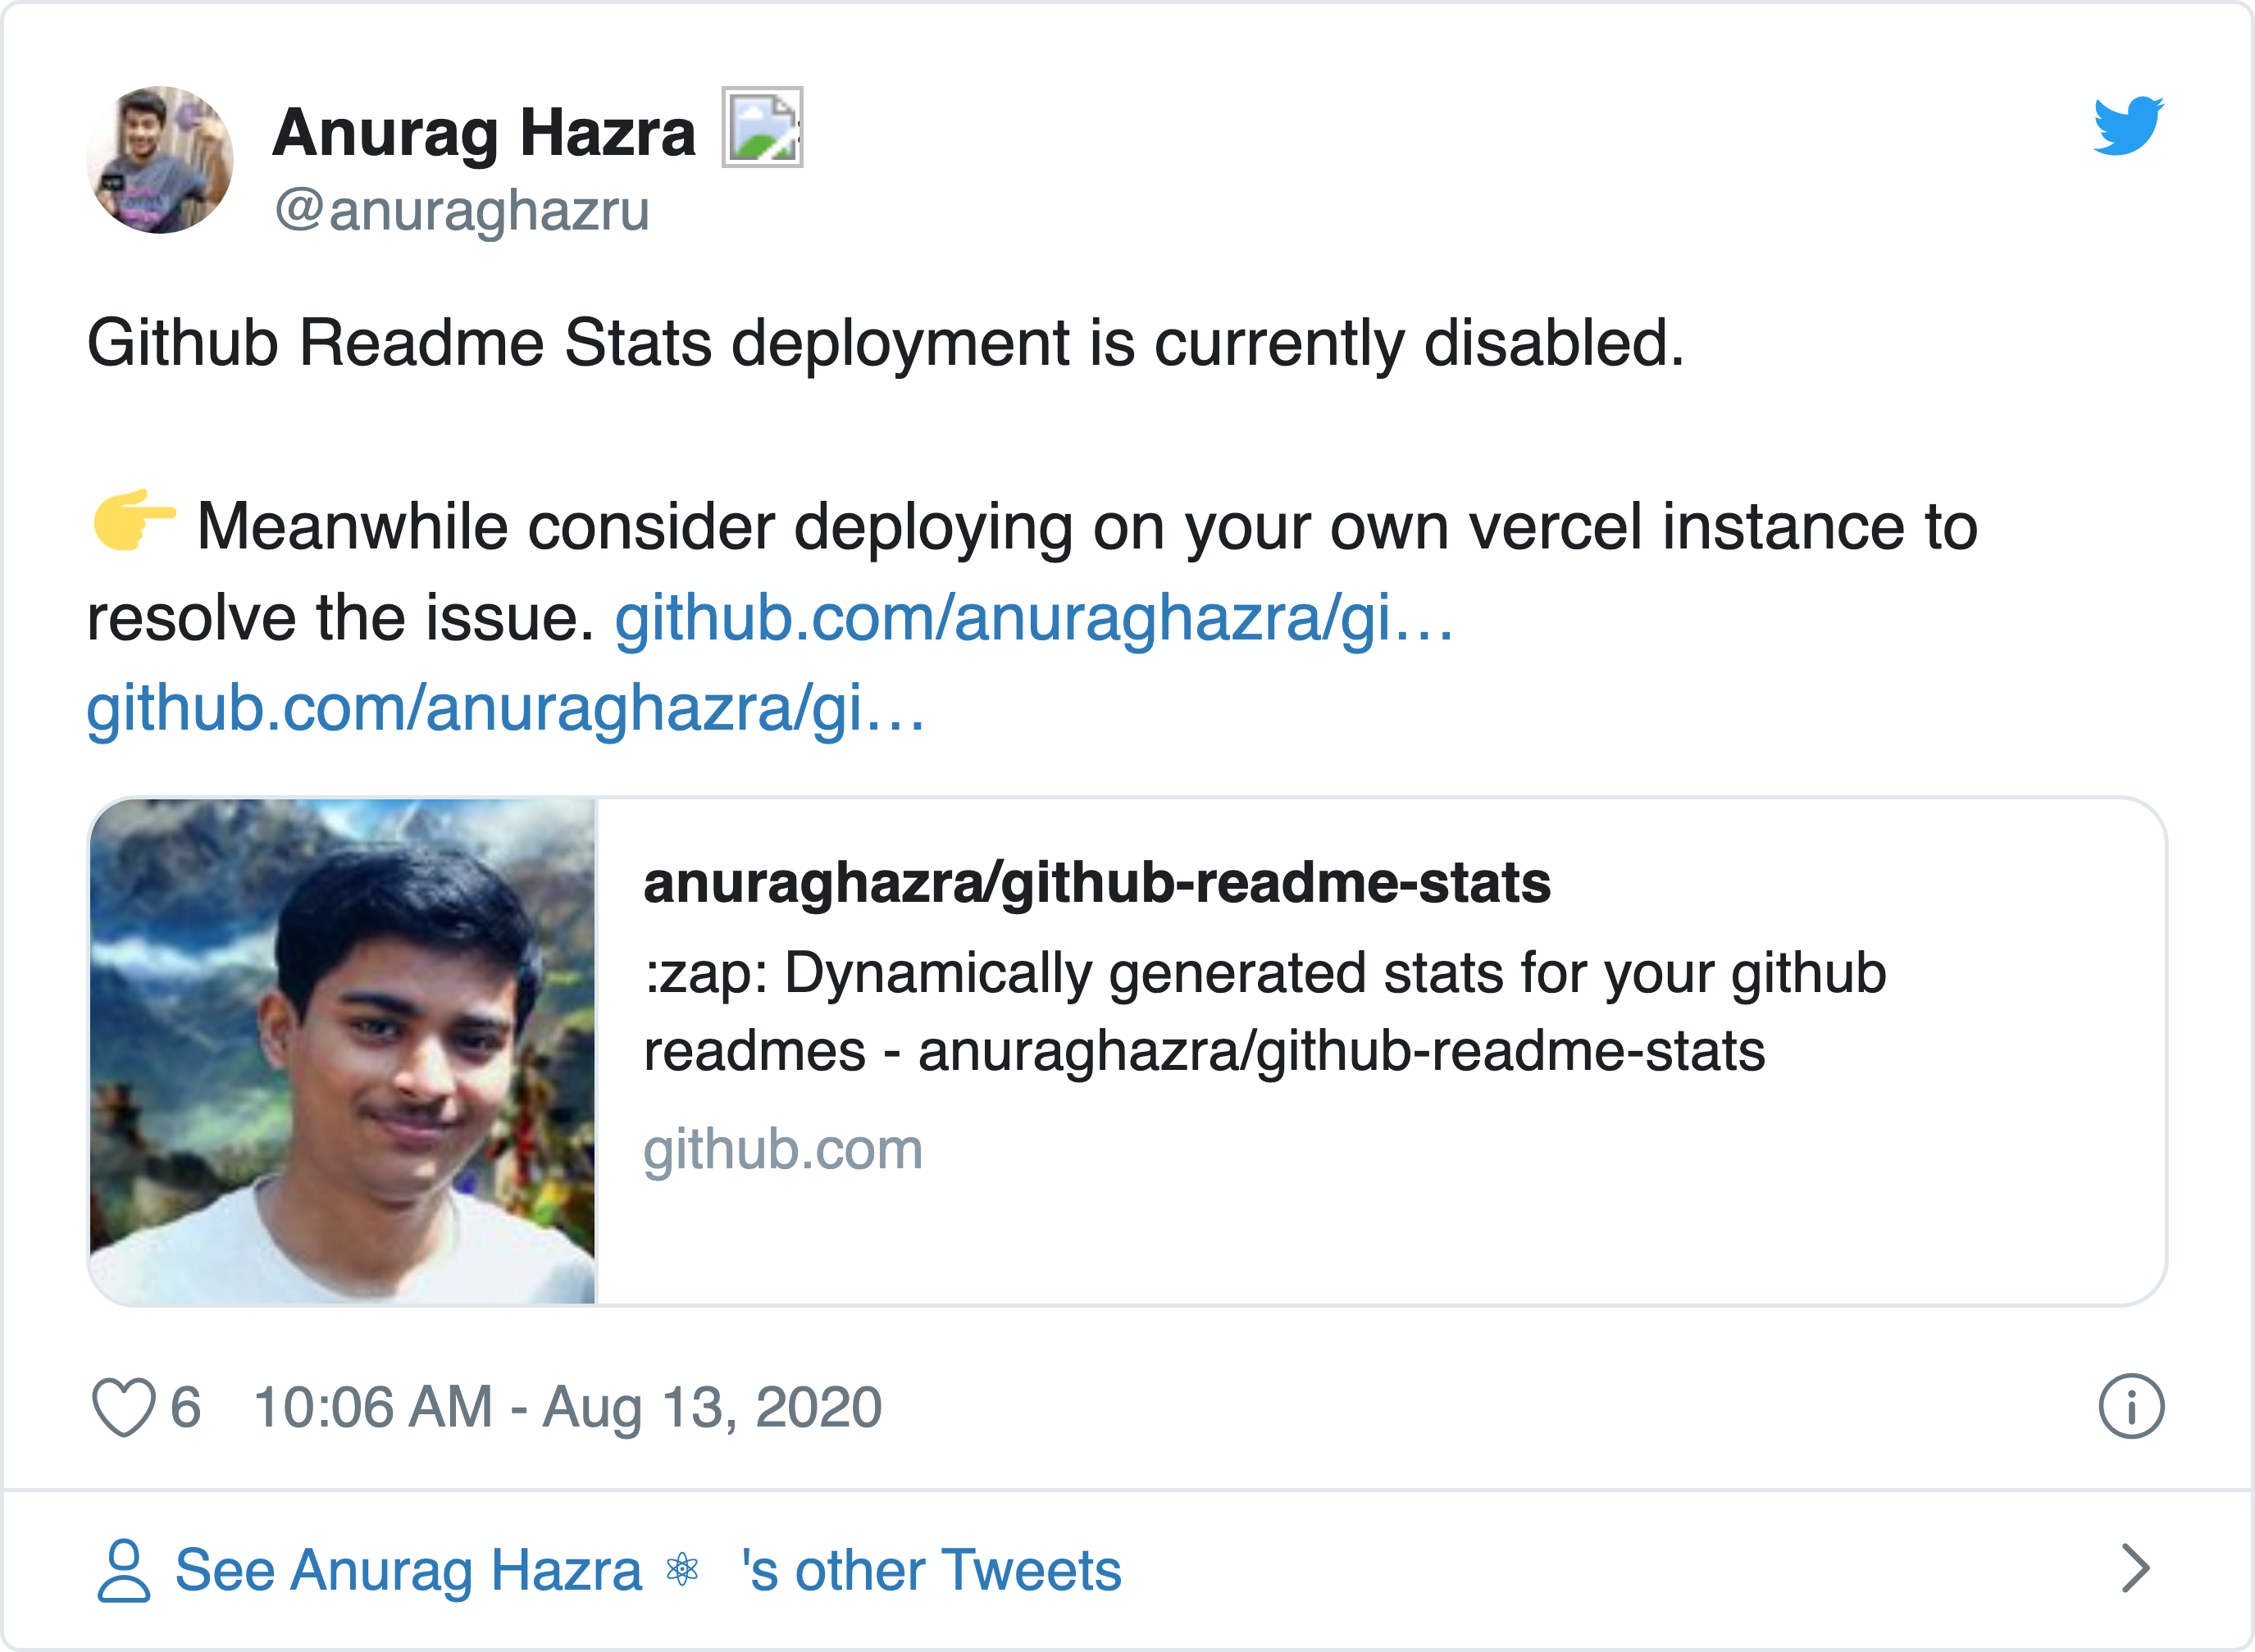 Anurag Hazra
@anuraghazru
Github Readme Stats deployment is currently disabled.
👉 Meanwhile consider deploying on your own vercel instance to
resolve the issue. github.com/anuraghazra/gi…
github.com/anuraghazra/gi…
anuraghazra/github-readme-stats
:zap: Dynamically generated stats for your github
readmes - anuraghazra/github-readme-stats
github.com
6 10:06 AM - Aug 13, 2020
See Anurag Hazra ⚛ 's other Tweets